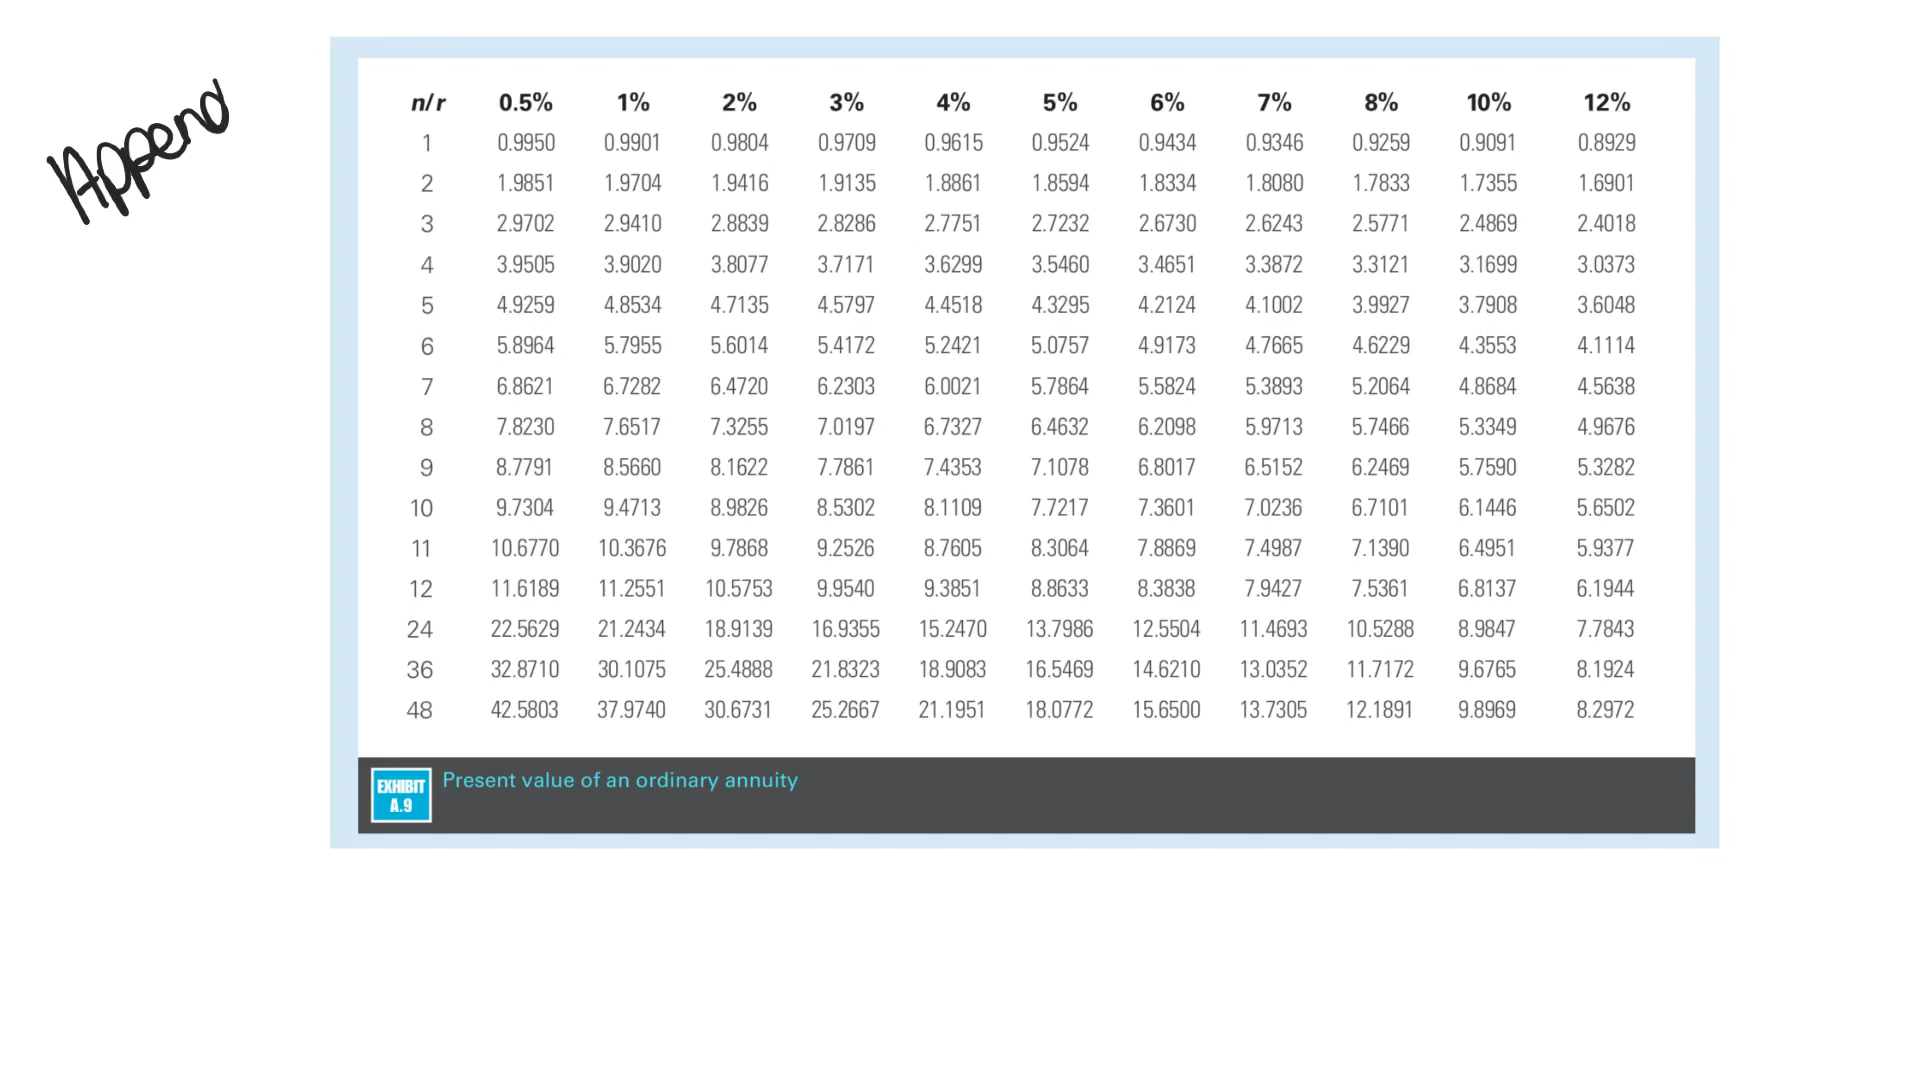 Append
n/r 0.5% 1% 2% 3% 4% 5% 6% 7% 8% 10% 12%
1 0.9950 0.9901 0.9804 0.9709 0.9615 0.9524 0.9434 0.9346 0.9259 0.9091 0.8929
2 1.9851 1.9704 1.9416 1.9135 1.8861 1.8594 1.8334 1.8080 1.7833 1.7355 1.6901
3 2.9702 2.9410 2.8839 2.8286 2.7751 2.7232 2.6730 2.6243 2.5771 2.4869 2.4018
4 3.9505 3.9020 3.8077 3.7171 3.6299 3.5460 3.4651 3.3872 3.3121 3.1699 3.0373
5 4.9259 4.8534 4.7135 4.5797 4.4518 4.3295 4.2124 4.1002 3.9927 3.7908 3.6048
6 5.8964 5.7955 5.6014 5.4172 5.2421 5.0757 4.9173 4.7665 4.6229 4.3553 4.1114
7 6.8621 6.7282 6.4720 6.2303 6.0021 5.7864 5.5824 5.3893 5.2064 4.8684 4.5638
8 7.8230 7.6517 7.3255 7.0197 6.7327 6.4632 6.2098 5.9713 5.7466 5.3349 4.9676
9 8.7791 8.5660 8.1622 7.7861 7.4353 7.1078 6.8017 6.5152 6.2469 5.7590 5.3282
10 9.7304 9.4713 8.9826 8.5302 8.1109 7.7217 7.3601 7.0236 6.7101 6.1446 5.6502
11 10.6770 10.3676 9.7868 9.2526 8.7605 8.3064 7.8869 7.4987 7.1390 6.4951 5.9377
12 11.6189 11.2551 10.5753 9.9540 9.3851 8.8633 8.3838 7.9427 7.5361 6.8137 6.1944
24 22.5629 21.2434 18.9139 16.9355 15.2470 13.7986 12.5504 11.4693 10.5288 8.9847 7.7843
36 32.8710 30.1075 25.4888 21.8323 18.9083 16.5469 14.6210 13.0352 11.7172 9.6765 8.1924
48 42.5803 37.9740 30.6731 25.2667 21.1951 18.0772 15.6500 13.7305 12.1891 9.8969 8.2972
EXHIBIT A.9 Present value of an ordinary annuity